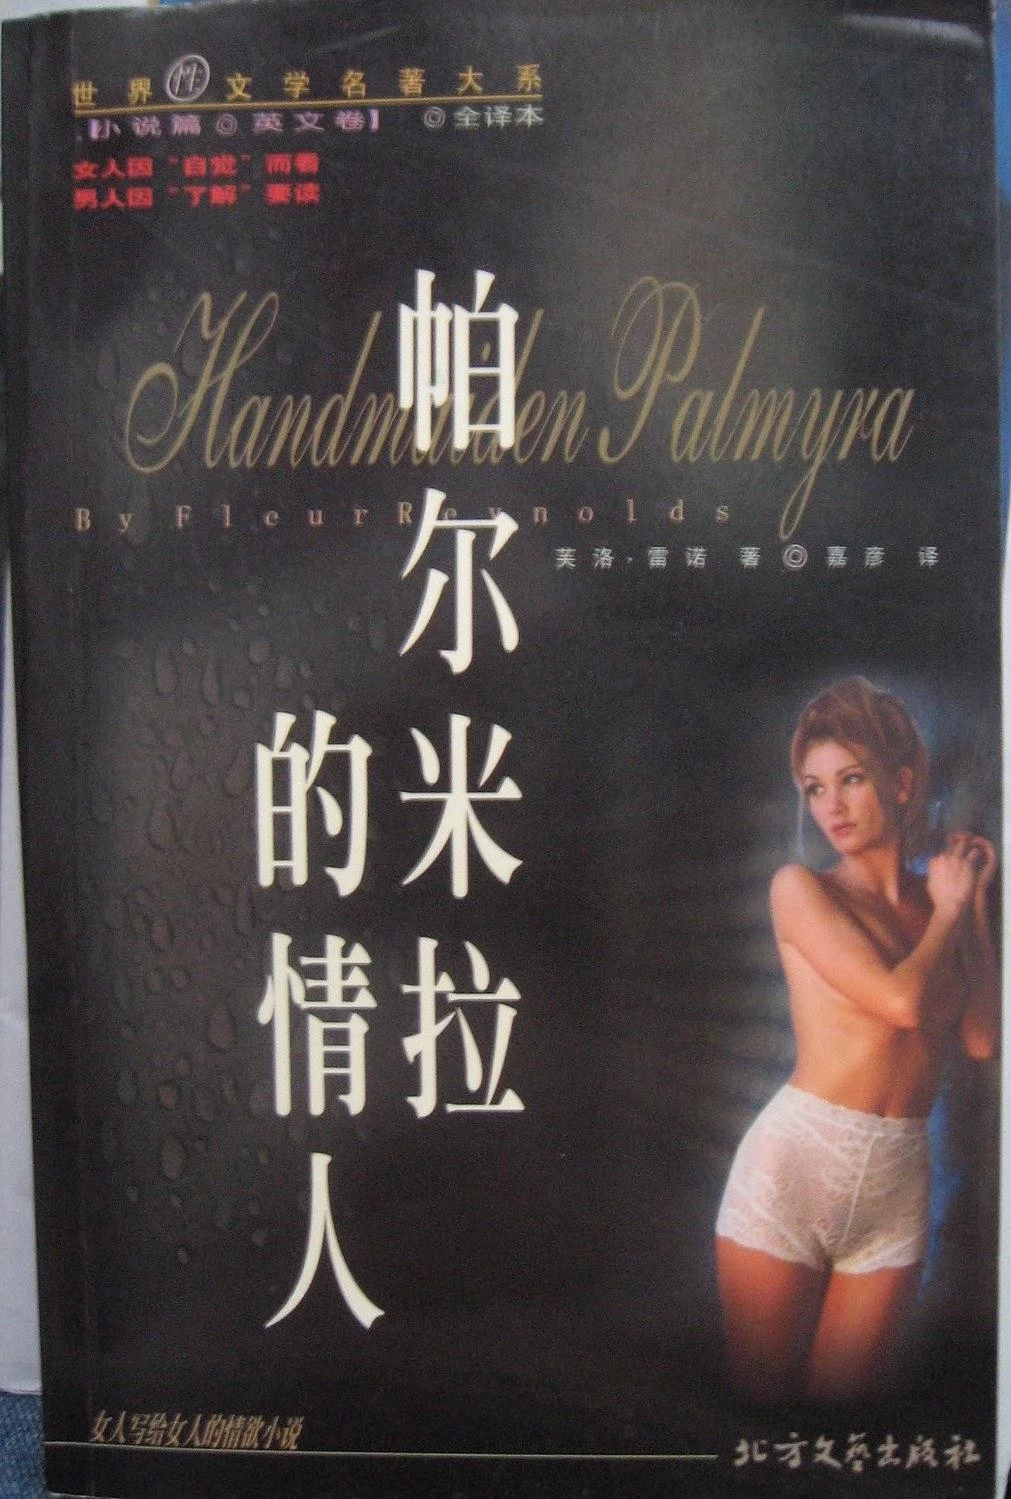 世界性文学名著大系
【小说篇◎英文卷】 ◎全译本
女人因“自觉”而看
男人因“了解”要读
Handmaiden Palmyra
By Fleur Reynolds
芙洛·雷诺 著◎嘉彦 译
帕尔米拉
的情人
女人写给女人的情欲小说
北方文艺出版社